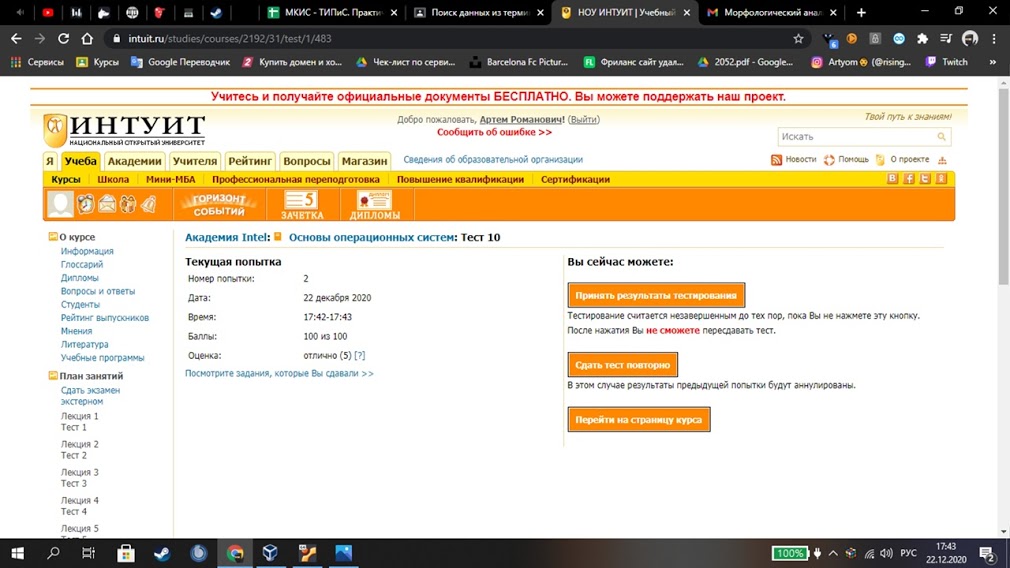 МКИС - ТИПиС. Практи
Поиск данных из терми
НОУ ИНТУИТ | Учебный
Морфологический анал
intuit.ru/studies/courses/2192/31/test/1/483
6
Сервисы
Курсы
Google Переводчик
Купить домен и хо...
Чек-лист по серви...
Barcelona Fc Pictur...
Фриланс сайт удал...
2052.pdf - Google...
Artyom (@rising...
Twitch
Учитесь и получайте официальные документы БЕСПЛАТНО. Вы можете поддержать наш проект.
ИНТУИТ
НАЦИОНАЛЬНЫЙ ОТКРЫТЫЙ УНИВЕРСИТЕТ
Добро пожаловать, Артем Романович! (Выйти)
Сообщить об ошибке >>
Твой путь к знаниям!
Искать
Я Учеба Академии Учителя Рейтинг Вопросы Магазин
Сведения об образовательной организации
Новости Помощь О проекте
Курсы Школа Мини-МБА Профессиональная переподготовка Повышение квалификации Сертификации
ГОРИЗОНТ СОБЫТИЙ
5 ЗАЧЕТКА
ДИПЛОМЫ
О курсе
Информация
Глоссарий
Дипломы
Вопросы и ответы
Студенты
Рейтинг выпускников
Мнения
Литература
Учебные программы
План занятий
Сдать экзамен
экстерном
Лекция 1
Тест 1
Лекция 2
Тест 2
Лекция 3
Тест 3
Лекция 4
Тест 4
Лекция 5
Академия Intel: Основы операционных систем: Тест 10
Текущая попытка
Номер попытки: 2
Дата: 22 декабря 2020
Время: 17:42-17:43
Баллы: 100 из 100
Оценка: отлично (5) [?]
Посмотрите задания, которые Вы сдавали >>
Вы сейчас можете:
Принять результаты тестирования
Тестирование считается незавершенным до тех пор, пока Вы не нажмете эту кнопку.
После нажатия Вы не сможете пересдавать тест.
Сдать тест повторно
В этом случае результаты предыдущей попытки будут аннулированы.
Перейти на страницу курса
100%
РУС
17:43
22.12.2020
2